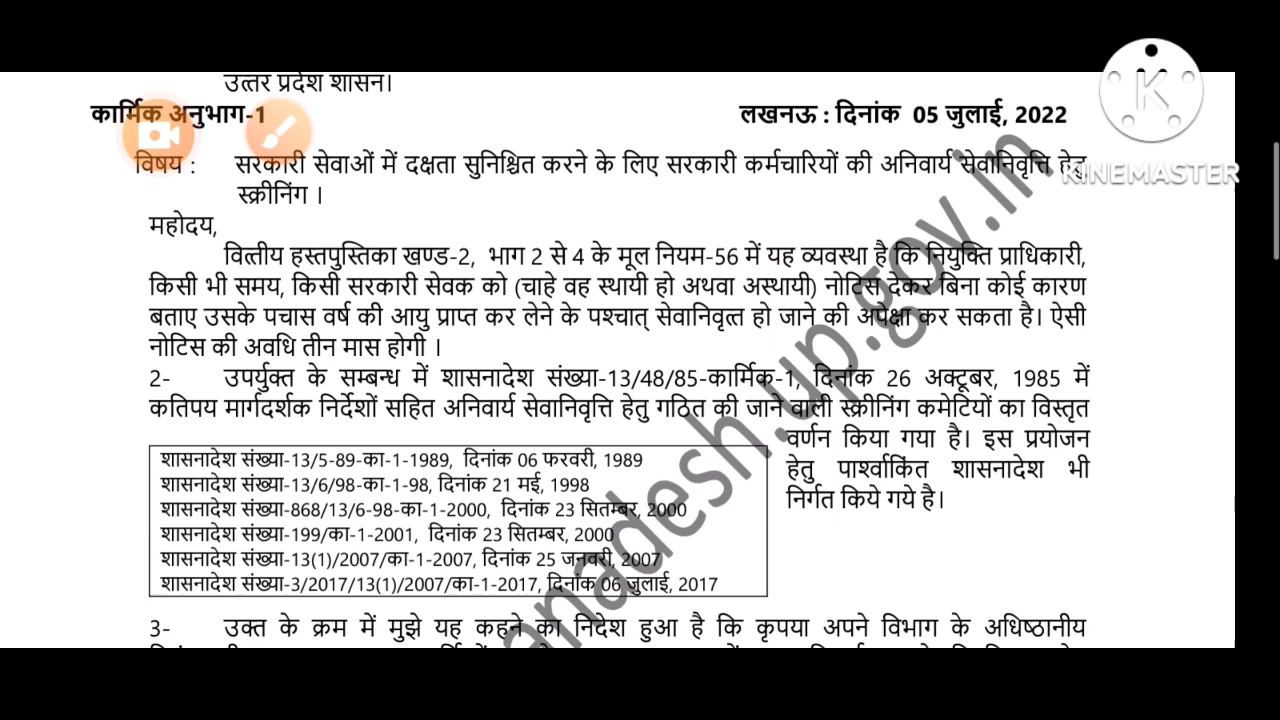 उत्तर प्रदेश शासन।
कार्मिक अनुभाग-1 लखनऊ : दिनांक 05 जुलाई, 2022
विषय : सरकारी सेवाओं में दक्षता सुनिश्चित करने के लिए सरकारी कर्मचारियों की अनिवार्य सेवानिवृत्ति हेतु
स्क्रीनिंग ।
महोदय,
वित्तीय हस्तपुस्तिका खण्ड-2, भाग 2 से 4 के मूल नियम-56 में यह व्यवस्था है कि नियुक्ति प्राधिकारी,
किसी भी समय, किसी सरकारी सेवक को (चाहे वह स्थायी हो अथवा अस्थायी) नोटिस देकर बिना कोई कारण
बताए उसके पचास वर्ष की आयु प्राप्त कर लेने के पश्चात् सेवानिवृत्त हो जाने की अपेक्षा कर सकता है। ऐसी
नोटिस की अवधि तीन मास होगी ।
2- उपर्युक्त के सम्बन्ध में शासनादेश संख्या-13/48/85-कार्मिक-1, दिनांक 26 अक्टूबर, 1985 में
कतिपय मार्गदर्शक निर्देशों सहित अनिवार्य सेवानिवृत्ति हेतु गठित की जाने वाली स्क्रीनिंग कमेटियों का विस्तृत
वर्णन किया गया है। इस प्रयोजन
हेतु पार्श्वाकिंत शासनादेश भी
निर्गत किये गये है।
शासनादेश संख्या-13/5-89-का-1-1989, दिनांक 06 फरवरी, 1989
शासनादेश संख्या-13/6/98-का-1-98, दिनांक 21 मई, 1998
शासनादेश संख्या-868/13/6-98-का-1-2000, दिनांक 23 सितम्बर, 2000
शासनादेश संख्या-199/का-1-2001, दिनांक 23 सितम्बर, 2000
शासनादेश संख्या-13(1)/2007/का-1-2007, दिनांक 25 जनवरी, 2007
शासनादेश संख्या-3/2017/13(1)/2007/का-1-2017, दिनांक 06 जुलाई, 2017
3- उक्त के क्रम में मुझे यह कहने का निदेश हुआ है कि कृपया अपने विभाग के अधिष्ठानीय
anadesh.up.gov.in
K
KINEMASTER